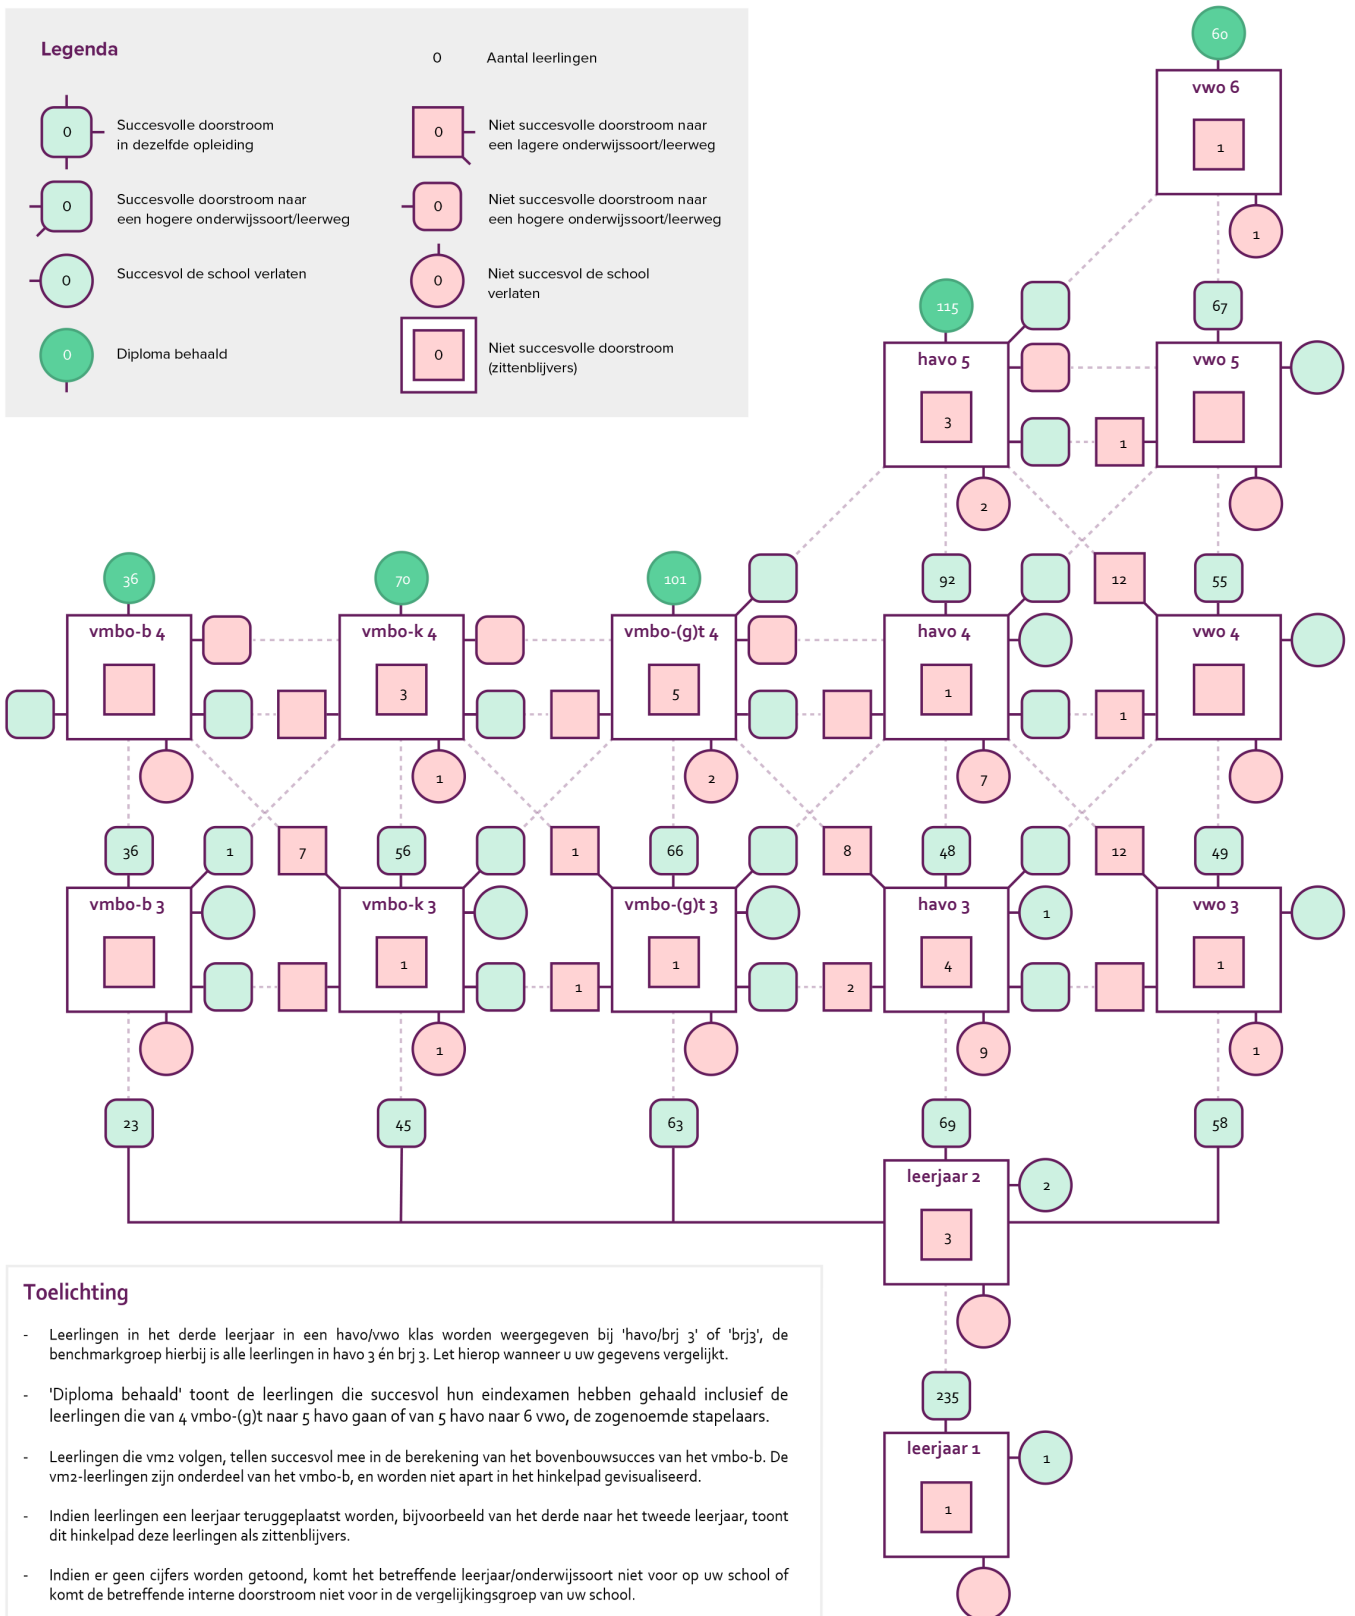 Legenda
0 Aantal leerlingen
0 Succesvolle doorstroom
in dezelfde opleiding
0 Niet succesvolle doorstroom naar
een lagere onderwijssoort/leerweg
0 Succesvolle doorstroom naar
een hogere onderwijssoort/leerweg
0 Niet succesvolle doorstroom naar
een hogere onderwijssoort/leerweg
0 Succesvol de school verlaten
0 Niet succesvol de school
verlaten
0 Diploma behaald
0 Niet succesvolle doorstroom
(zittenblijvers)
60
vwo 6
1
1
115
67
havo 5
vwo 5
3
1
2
36
70
101
92
12
55
vmbo-b 4
vmbo-k 4
vmbo-(g)t 4
havo 4
vwo 4
3
5
1
1
1
2
7
36
1
7
56
1
66
8
48
12
49
vmbo-b 3
vmbo-k 3
vmbo-(g)t 3
havo 3
1
vwo 3
1
1
1
2
4
1
1
9
1
23
45
63
69
58
leerjaar 2
2
3
235
leerjaar 1
1
1
Toelichting
- Leerlingen in het derde leerjaar in een havo/vwo klas worden weergegeven bij 'havo/brj 3' of 'brj3', de
benchmarkgroep hierbij is alle leerlingen in havo 3 én brj 3. Let hierop wanneer u uw gegevens vergelijkt.
- 'Diploma behaald' toont de leerlingen die succesvol hun eindexamen hebben gehaald inclusief de
leerlingen die van 4 vmbo-(g)t naar 5 havo gaan of van 5 havo naar 6 vwo, de zogenoemde stapelaars.
- Leerlingen die vm2 volgen, tellen succesvol mee in de berekening van het bovenbouwsucces van het vmbo-b. De
vm2-leerlingen zijn onderdeel van het vmbo-b, en worden niet apart in het hinkelpad gevisualiseerd.
- Indien leerlingen een leerjaar teruggeplaatst worden, bijvoorbeeld van het derde naar het tweede leerjaar, toont
dit hinkelpad deze leerlingen als zittenblijvers.
- Indien er geen cijfers worden getoond, komt het betreffende leerjaar/onderwijssoort niet voor op uw school of
komt de betreffende interne doorstroom niet voor in de vergelijkingsgroep van uw school.